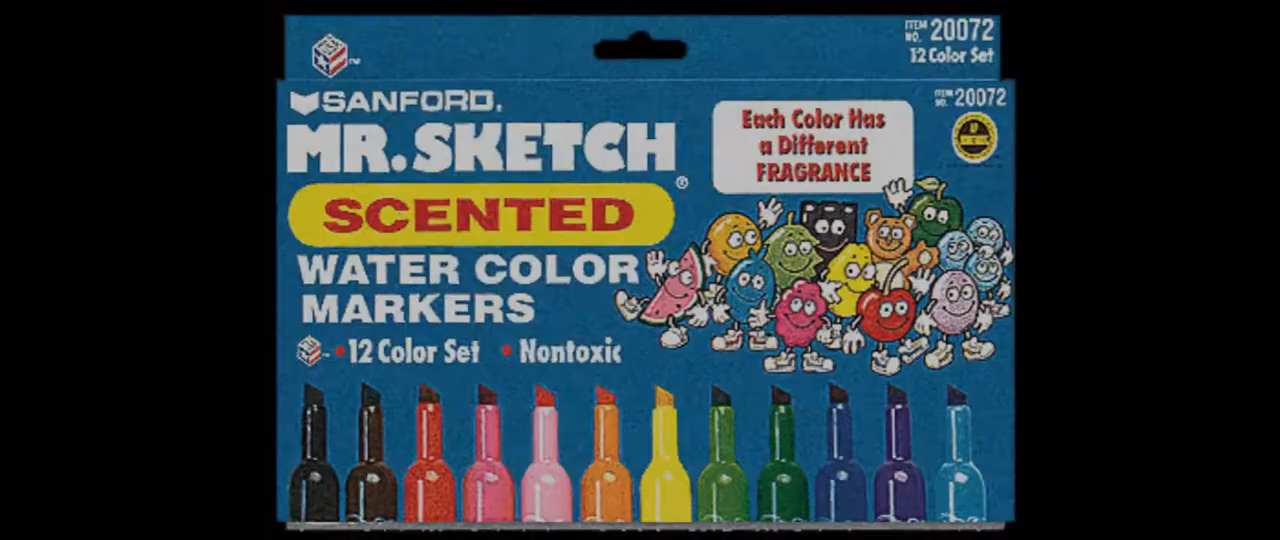 ITEM NO. 20072
12 Color Set
SANFORD.
ITEM NO. 20072
MR. SKETCH®
Each Color Has
a Different
FRAGRANCE
SCENTED
WATER COLOR
MARKERS
TM • 12 Color Set • Nontoxic